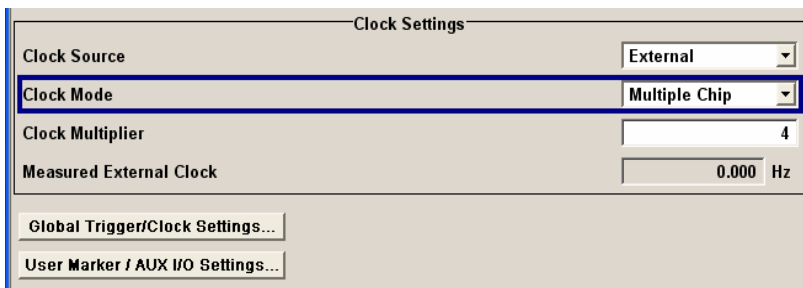 Clock Settings
Clock Source External
Clock Mode Multiple Chip
Clock Multiplier 4
Measured External Clock 0.000 Hz
Global Trigger/Clock Settings...
User Marker / AUX I/O Settings...